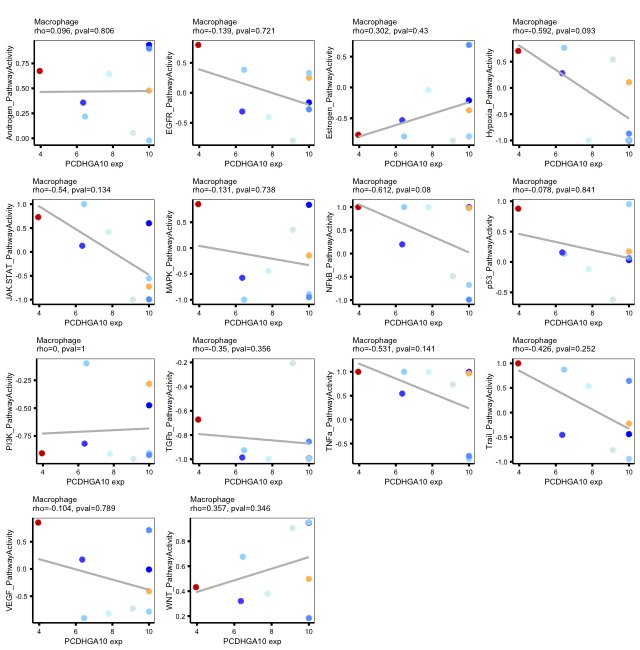 Macrophage
rho=0.096, pval=0.806
Androgen_PathwayActivity
0.75
0.50
0.25
0.00
4 6 8 10
PCDHGA10 exp
Macrophage
rho=-0.139, pval=0.721
EGFR_PathwayActivity
0.5
0.0
-0.5
4 6 8 10
PCDHGA10 exp
Macrophage
rho=0.302, pval=0.43
Estrogen_PathwayActivity
0.5
0.0
-0.5
4 6 8 10
PCDHGA10 exp
Macrophage
rho=-0.592, pval=0.093
Hypoxia_PathwayActivity
0.5
0.0
-0.5
-1.0
4 6 8 10
PCDHGA10 exp
Macrophage
rho=-0.54, pval=0.134
JAK-STAT_PathwayActivity
1.0
0.5
0.0
-0.5
-1.0
4 6 8 10
PCDHGA10 exp
Macrophage
rho=-0.131, pval=0.738
MAPK_PathwayActivity
0.5
0.0
-0.5
-1.0
4 6 8 10
PCDHGA10 exp
Macrophage
rho=-0.612, pval=0.08
NFkB_PathwayActivity
1.0
0.5
0.0
-0.5
-1.0
4 6 8 10
PCDHGA10 exp
Macrophage
rho=-0.078, pval=0.841
p53_PathwayActivity
1.0
0.5
0.0
-0.5
4 6 8 10
PCDHGA10 exp
Macrophage
rho=0, pval=1
PI3K_PathwayActivity
-0.25
-0.50
-0.75
4 6 8 10
PCDHGA10 exp
Macrophage
rho=-0.35, pval=0.356
TGFb_PathwayActivity
-0.2
-0.4
-0.6
-0.8
-1.0
4 6 8 10
PCDHGA10 exp
Macrophage
rho=-0.531, pval=0.141
TNFa_PathwayActivity
1.0
0.5
0.0
-0.5
4 6 8 10
PCDHGA10 exp
Macrophage
rho=-0.426, pval=0.252
Trail_PathwayActivity
1.0
0.5
0.0
-0.5
-1.0
4 6 8 10
PCDHGA10 exp
Macrophage
rho=-0.104, pval=0.789
VEGF_PathwayActivity
0.5
0.0
-0.5
4 6 8 10
PCDHGA10 exp
Macrophage
rho=0.357, pval=0.346
WNT_PathwayActivity
0.8
0.6
0.4
0.2
4 6 8 10
PCDHGA10 exp